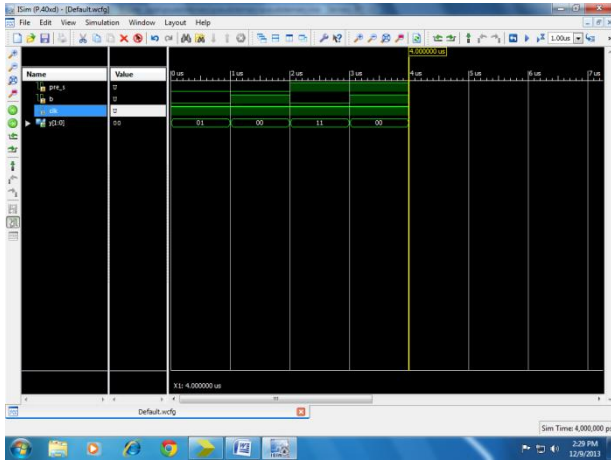 ISim (P.40xd) - [Default.wcfg]
File Edit View Simulation Window Layout Help
1.00us
4.000000 us
Name Value 0 us 1 us 2 us 3 us 4 us 5 us 6 us 7 us
pre_s
b
clk
y[1:0] 00 01 00 11 00
X1: 4.000000 us
Default.wcfg
Sim Time: 4,000,000 ps
2:29 PM
12/9/2013